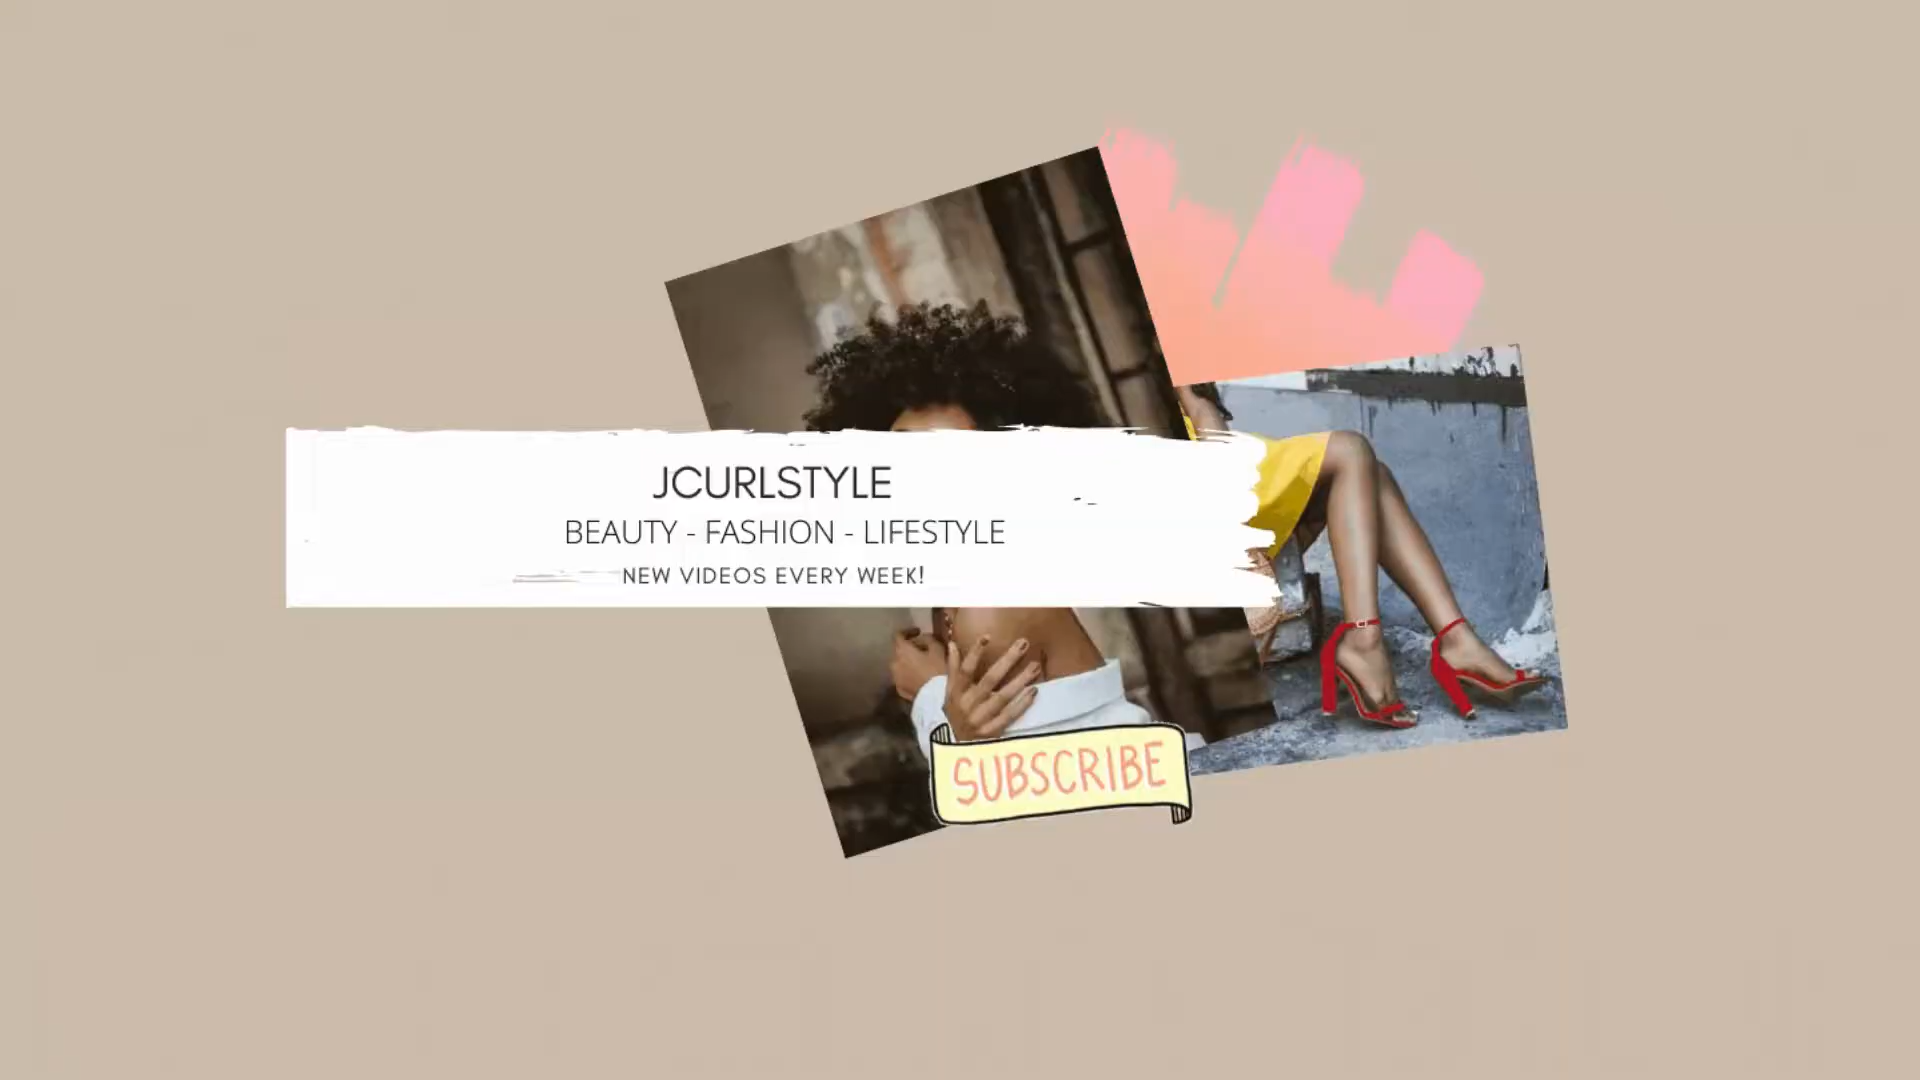 JCURLSTYLE
BEAUTY - FASHION - LIFESTYLE
NEW VIDEOS EVERY WEEK!
SUBSCRIBE